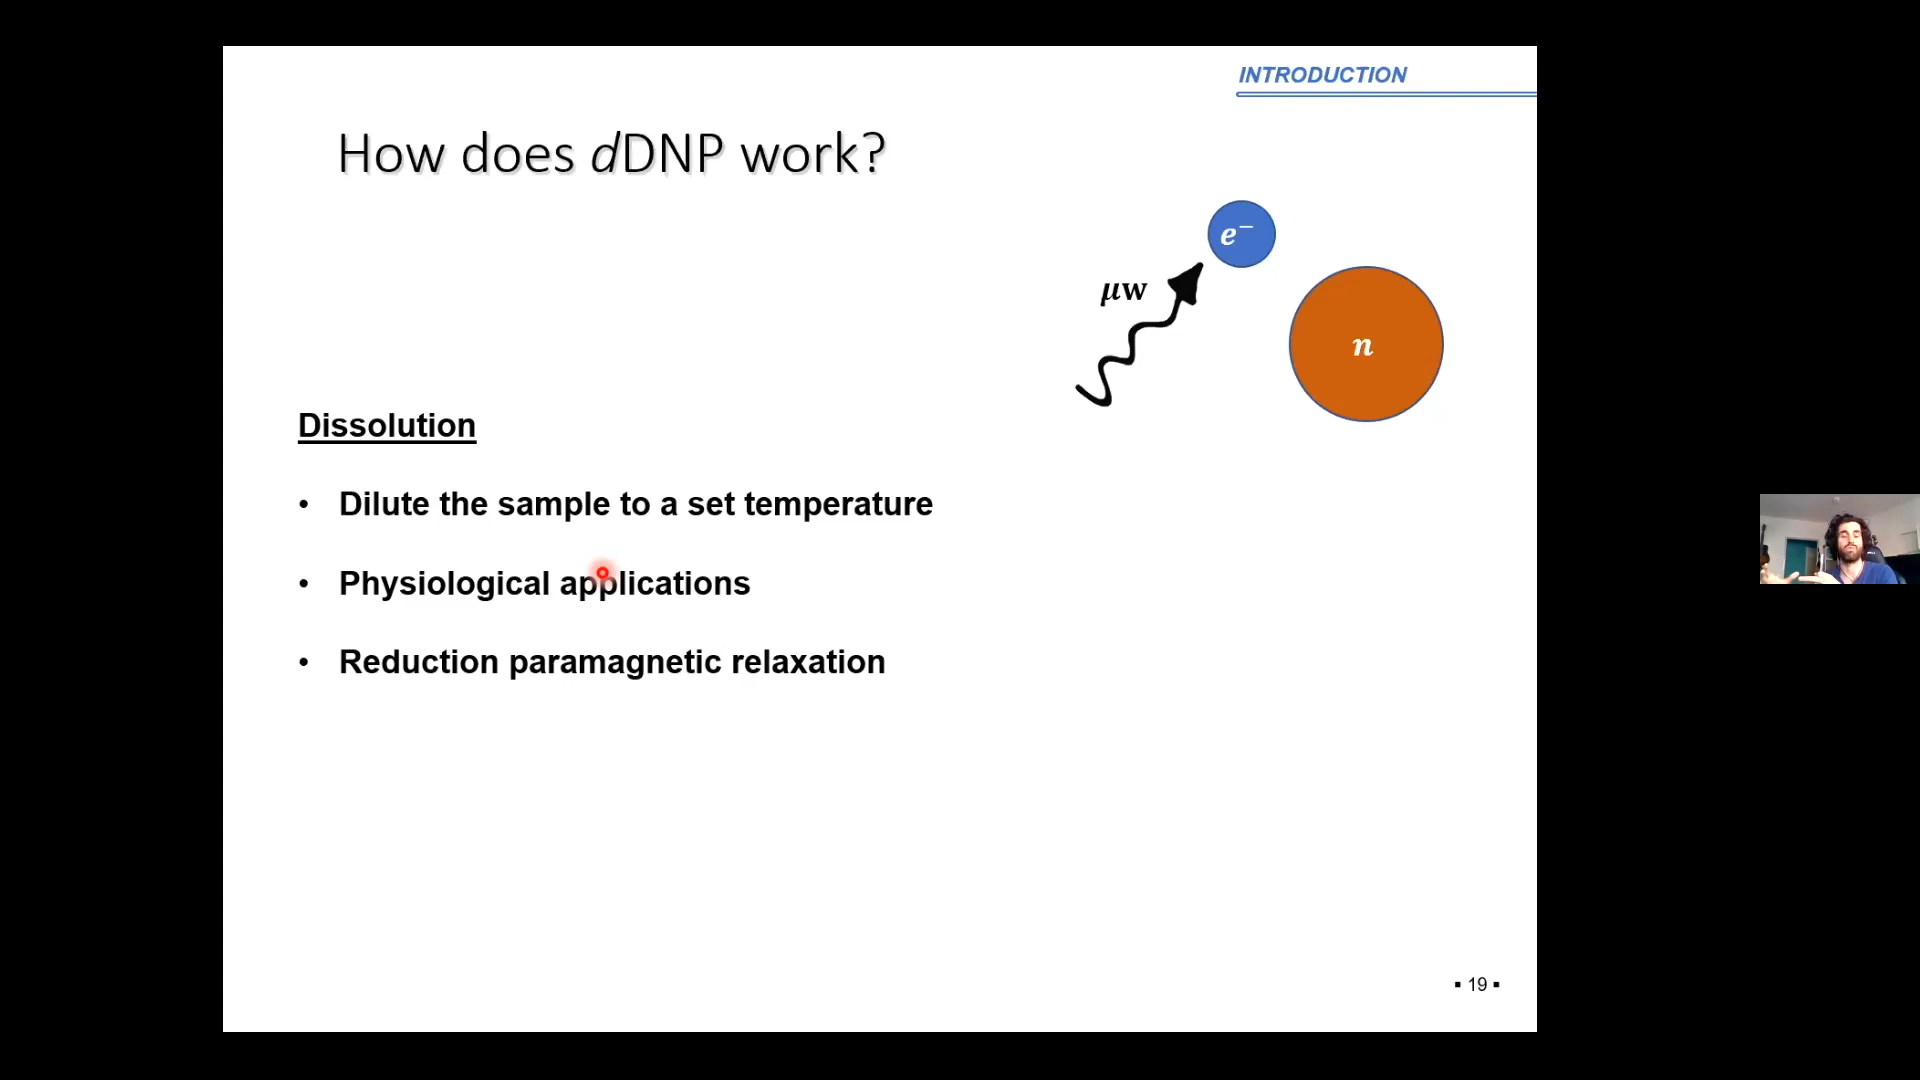 INTRODUCTION
How does dDNP work?
e⁻
μw
n
Dissolution
• Dilute the sample to a set temperature
• Physiological applications
• Reduction paramagnetic relaxation
▪ 19 ▪